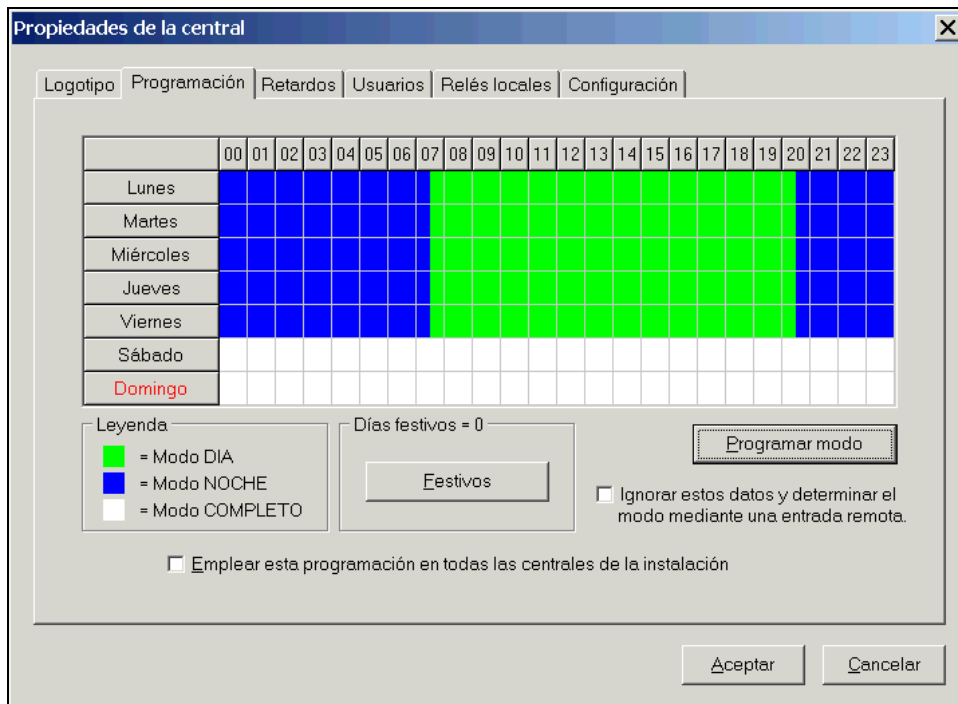 Propiedades de la central
Logotipo Programación Retardos Usuarios Relés locales Configuración
00 01 02 03 04 05 06 07 08 09 10 11 12 13 14 15 16 17 18 19 20 21 22 23
Lunes
Martes
Miércoles
Jueves
Viernes
Sábado
Domingo
Leyenda
= Modo DIA
= Modo NOCHE
= Modo COMPLETO
Días festivos = 0
Festivos
Programar modo
Ignorar estos datos y determinar el
modo mediante una entrada remota.
Emplear esta programación en todas las centrales de la instalación
Aceptar Cancelar